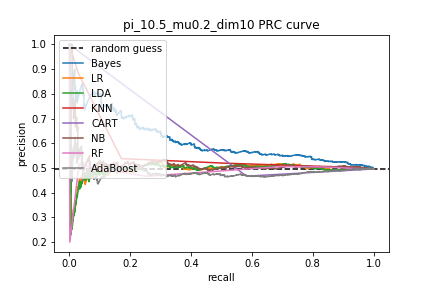 pi_10.5_mu0.2_dim10 PRC curve
1.0
0.9
0.8
0.7
0.6
0.5
0.4
0.3
0.2
precision
random guess
Bayes
LR
LDA
KNN
CART
NB
RF
AdaBoost
0.0 0.2 0.4 0.6 0.8 1.0
recall